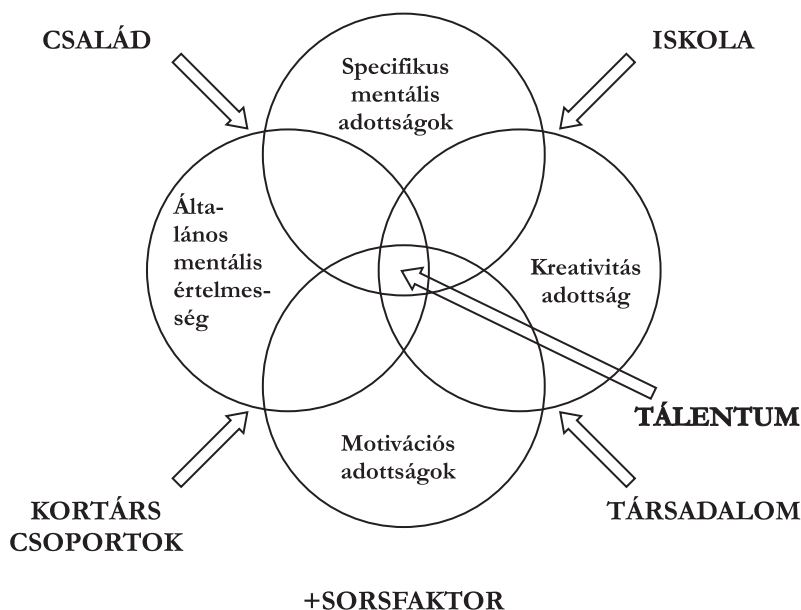 CSALÁD
ISKOLA
Specifikus
mentális
adottságok
Álta-
lános
mentális
értelmes-
ség
Kreativitás
adottság
TÁLENTUM
Motivációs
adottságok
KORTÁRS
CSOPORTOK
TÁRSADALOM
+SORSFAKTOR